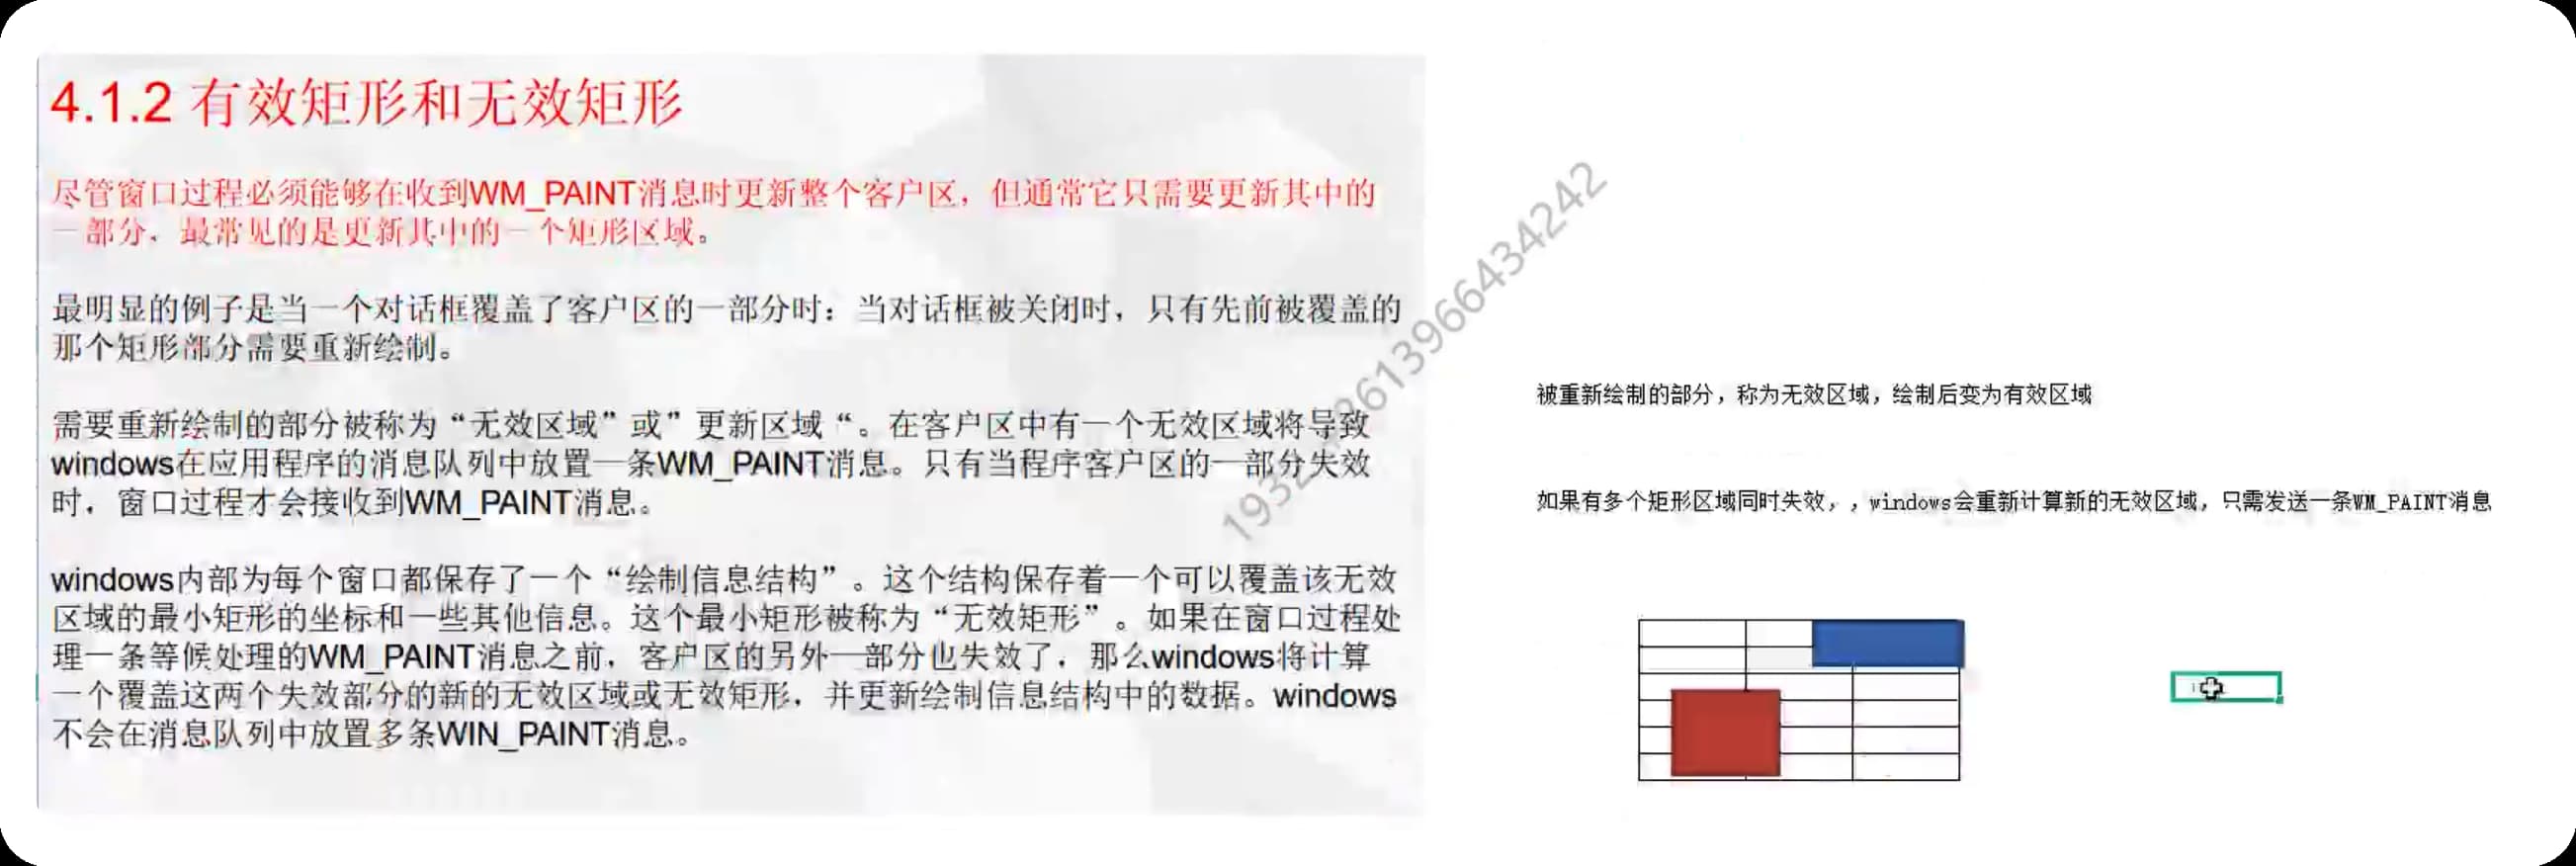 4.1.2 有效矩形和无效矩形
尽管窗口过程必须能够在收到WM_PAINT消息时更新整个客户区，但通常它只需要更新其中的
一部分、最常见的是更新其中的一个矩形区域。
最明显的例子是当一个对话框覆盖了客户区的一部分时：当对话框被关闭时，只有先前被覆盖的
那个矩形部分需要重新绘制。
需要重新绘制的部分被称为“无效区域”或”更新区域“。在客户区中有一个无效区域将导致
windows在应用程序的消息队列中放置一条WM_PAINT消息。只有当程序客户区的一部分失效
时，窗口过程才会接收到WM_PAINT消息。
windows内部为每个窗口都保存了一个“绘制信息结构”。这个结构保存着一个可以覆盖该无效
区域的最小矩形的坐标和一些其他信息。这个最小矩形被称为“无效矩形”。如果在窗口过程处
理一条等候处理的WM_PAINT消息之前，客户区的另外一部分也失效了，那么windows将计算
一个覆盖这两个失效部分的新的无效区域或无效矩形，并更新绘制信息结构中的数据。windows
不会在消息队列中放置多条WIN_PAINT消息。
被重新绘制的部分，称为无效区域，绘制后变为有效区域
如果有多个矩形区域同时失效，，windows会重新计算新的无效区域，只需发送一条WM_PAINT消息